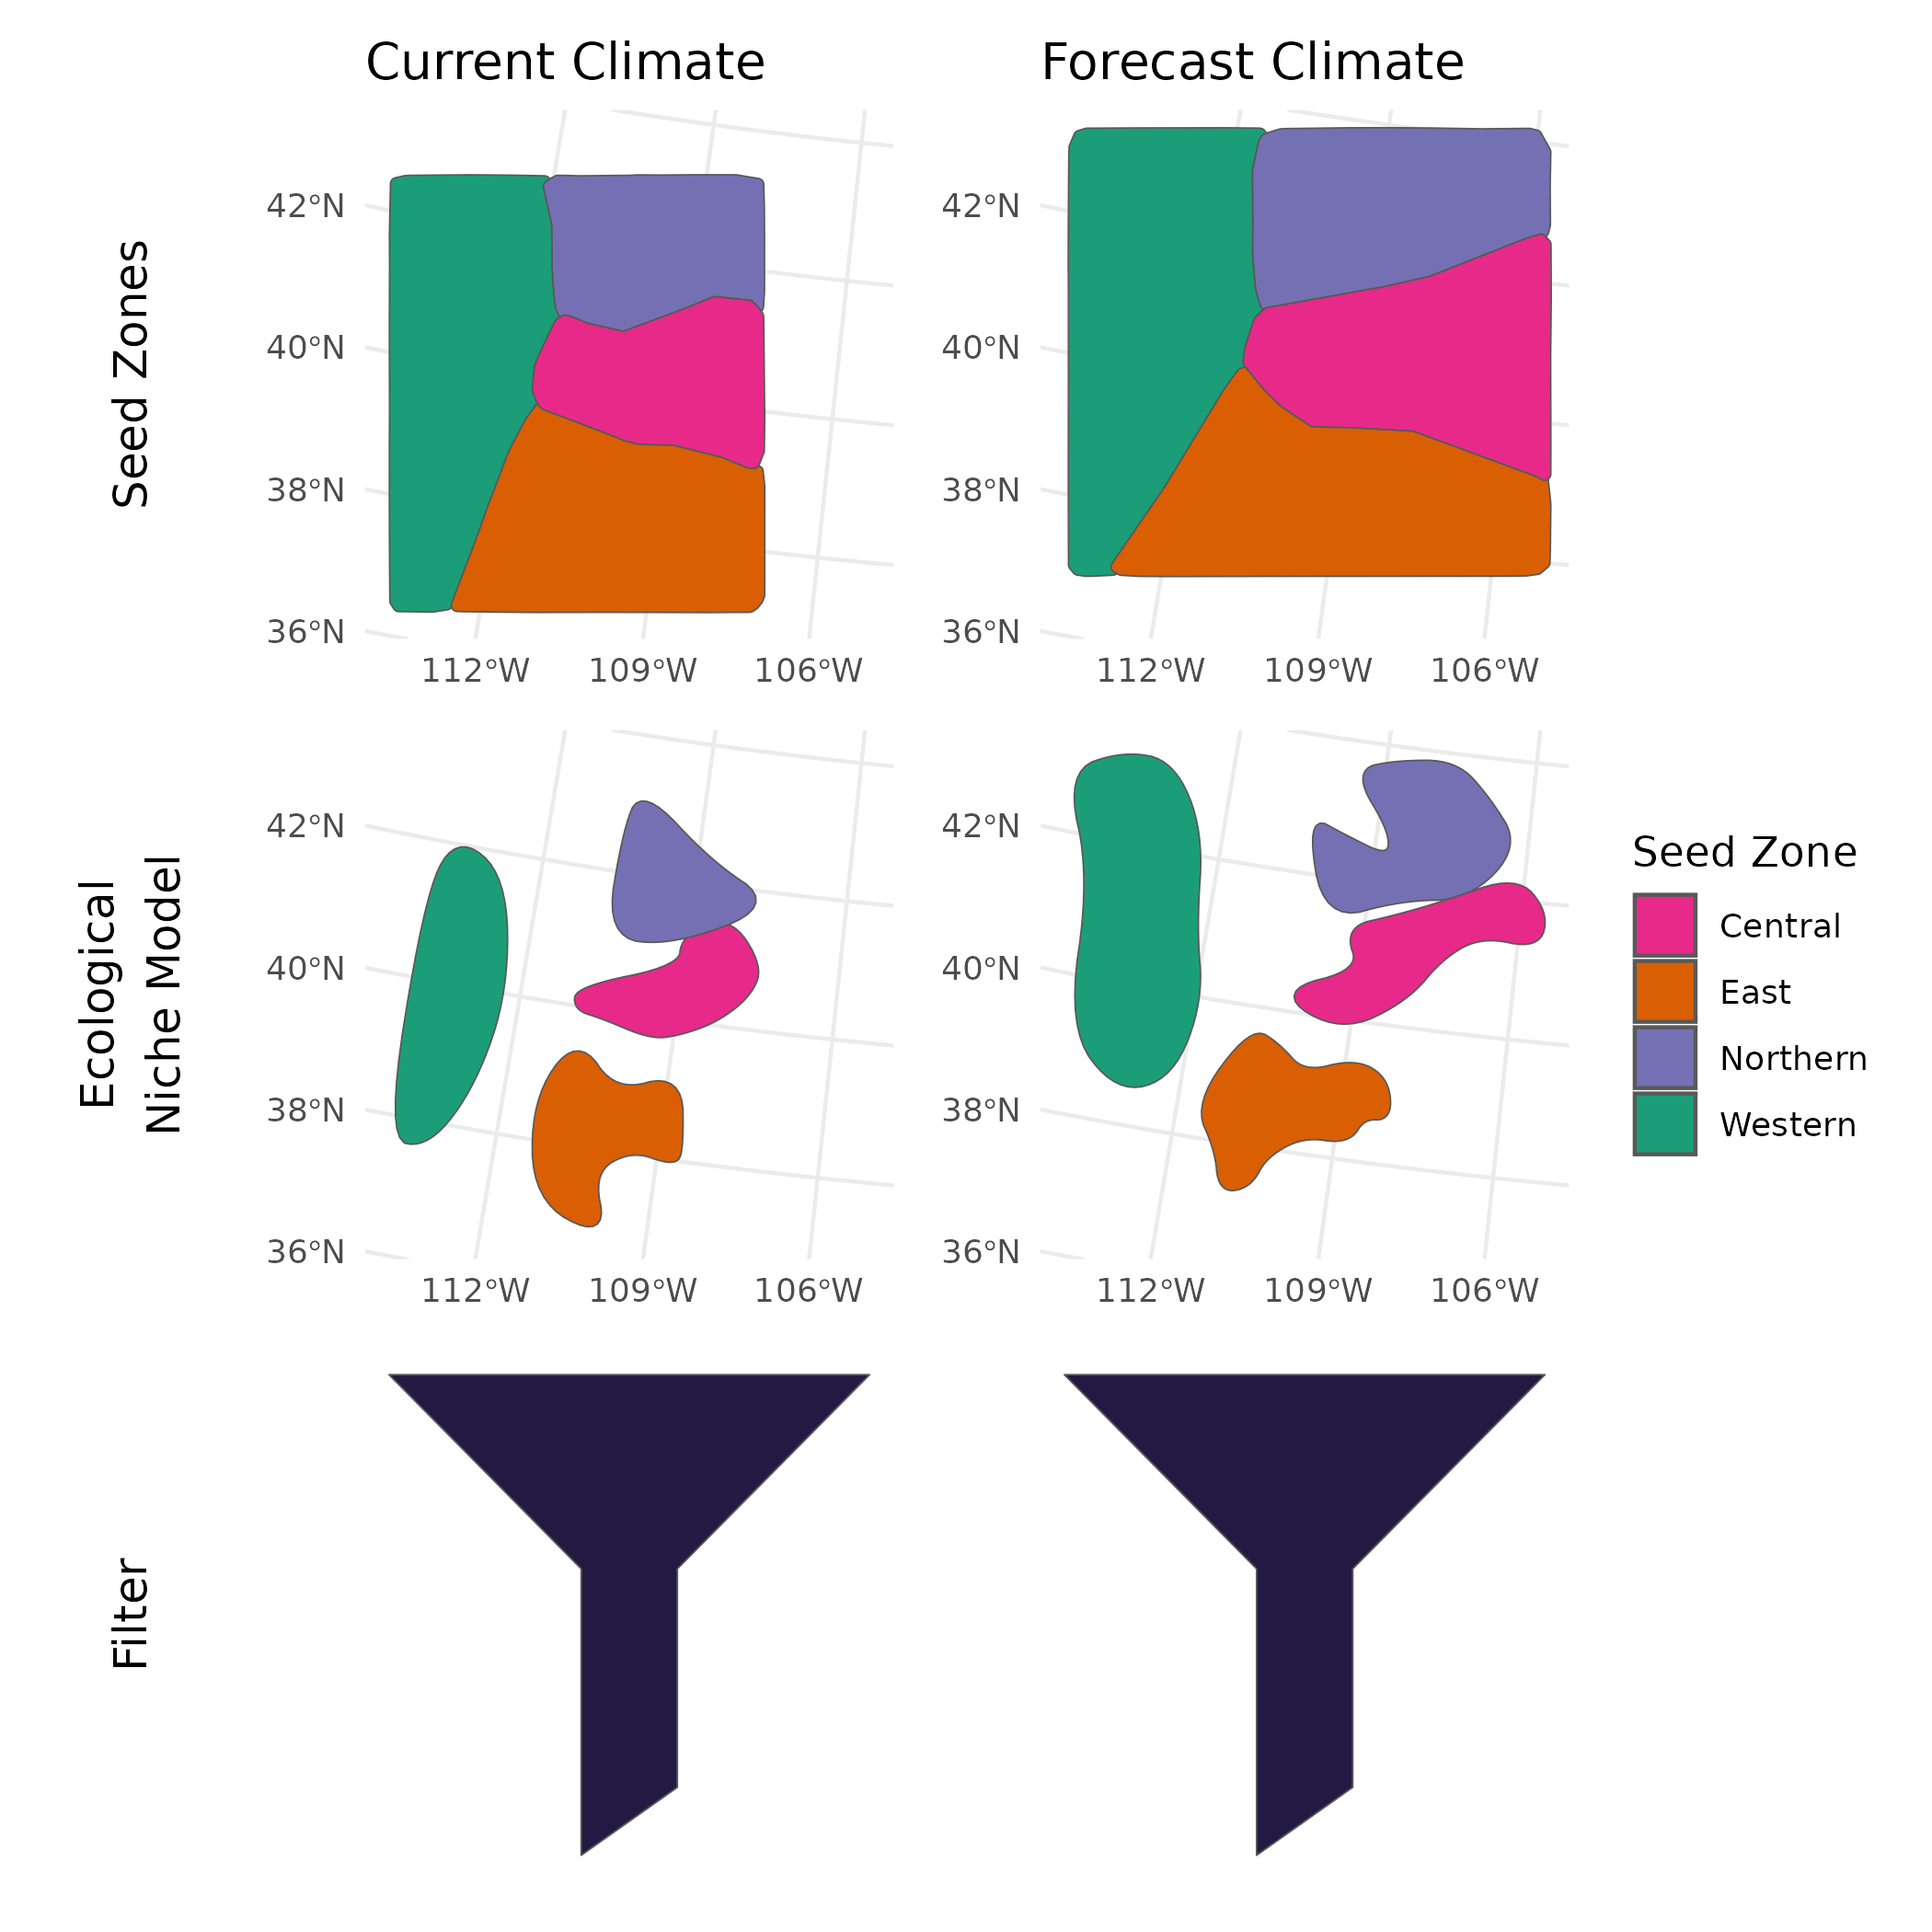 Current Climate
Forecast Climate
Seed Zones
42°N
40°N
38°N
36°N
112°W
109°W
106°W
42°N
40°N
38°N
36°N
112°W
109°W
106°W
Ecological
Niche Model
42°N
40°N
38°N
36°N
112°W
109°W
106°W
42°N
40°N
38°N
36°N
112°W
109°W
106°W
Seed Zone
Central
East
Northern
Western
Filter